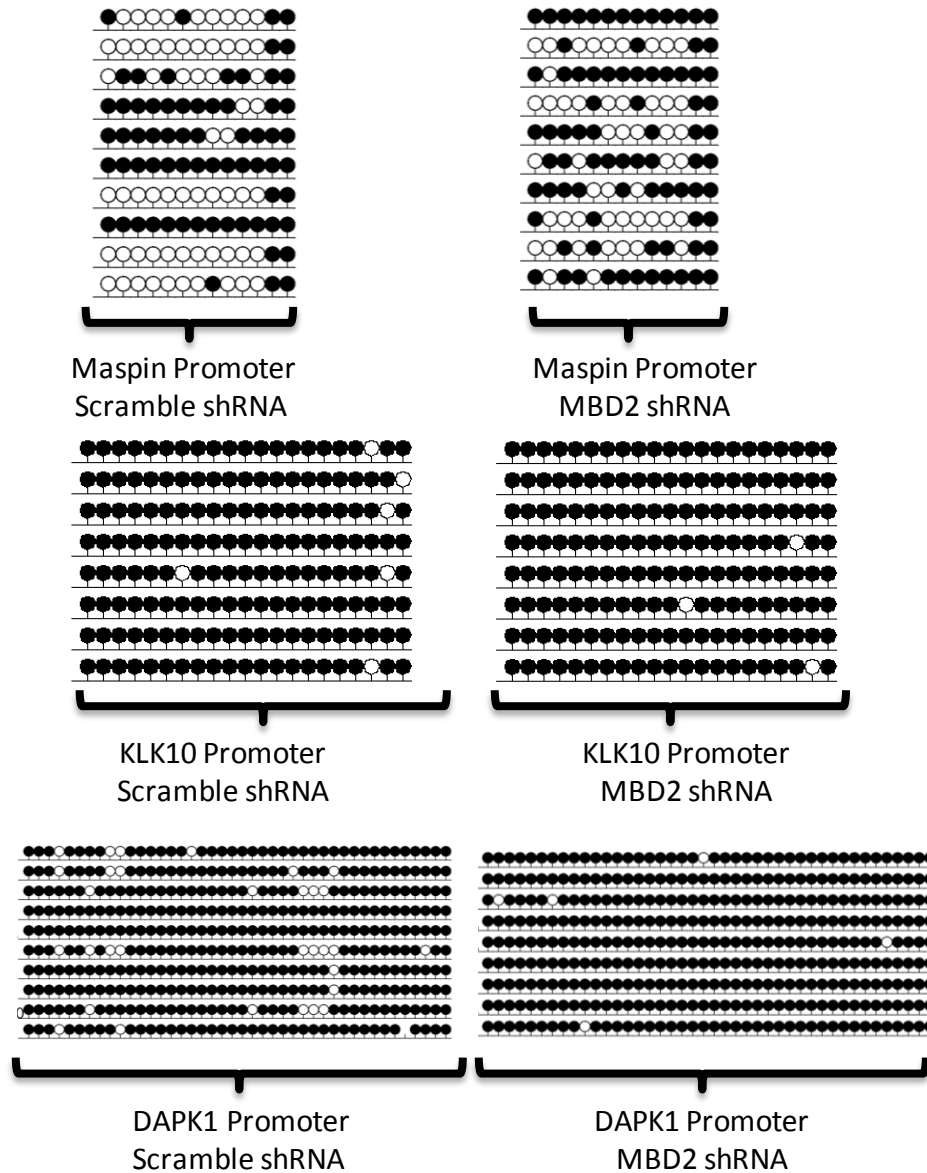 Maspin Promoter
Scramble shRNA
Maspin Promoter
MBD2 shRNA
KLK10 Promoter
Scramble shRNA
KLK10 Promoter
MBD2 shRNA
DAPK1 Promoter
Scramble shRNA
DAPK1 Promoter
MBD2 shRNA